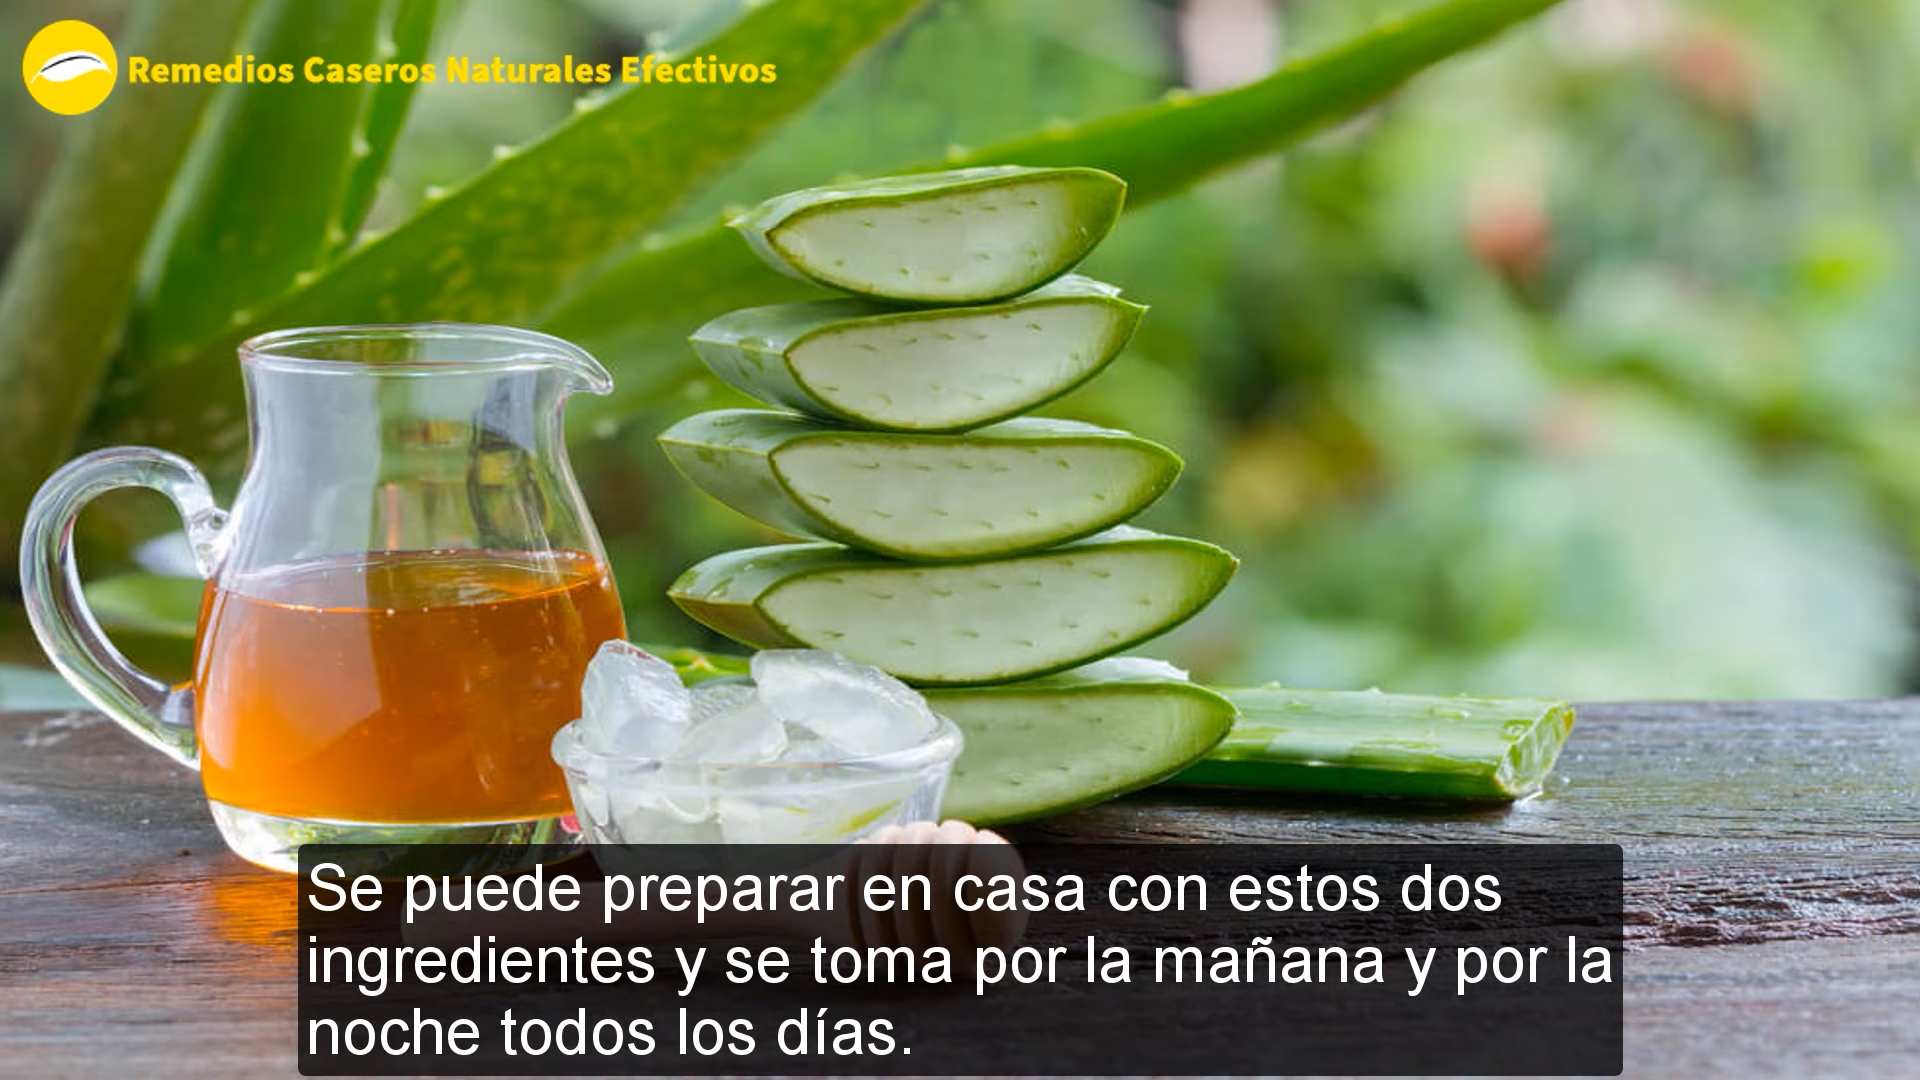 Remedios Caseros Naturales Efectivos
Se puede preparar en casa con estos dos
ingredientes y se toma por la mañana y por la
noche todos los días.